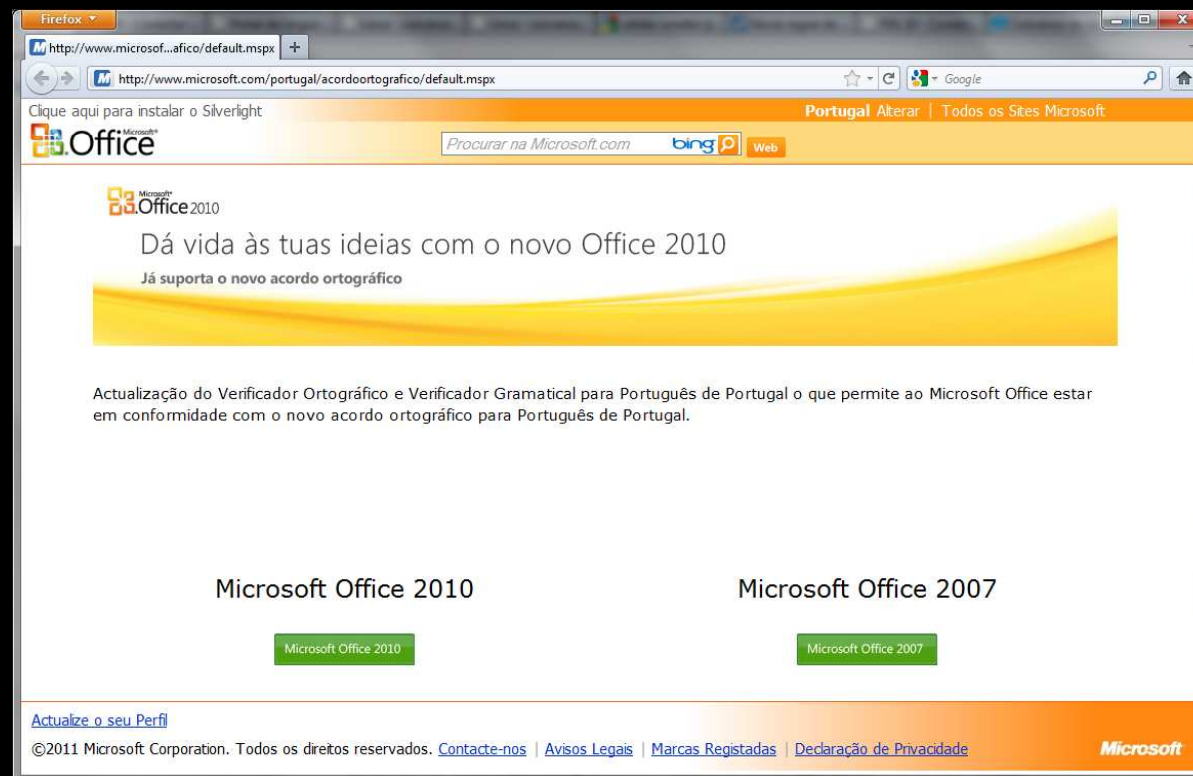 Firefox
http://www.microsof...afico/default.mspx
http://www.microsoft.com/portugal/acordoortografico/default.mspx
Google
Clique aqui para instalar o Silverlight
Portugal Alterar | Todos os Sites Microsoft
Microsoft Office
Procurar na Microsoft.com bing Web
Microsoft Office 2010
Dá vida às tuas ideias com o novo Office 2010
Já suporta o novo acordo ortográfico
Actualização do Verificador Ortográfico e Verificador Gramatical para Português de Portugal o que permite ao Microsoft Office estar
em conformidade com o novo acordo ortográfico para Português de Portugal.
Microsoft Office 2010 Microsoft Office 2007
Microsoft Office 2010 Microsoft Office 2007
Actualize o seu Perfil
©2011 Microsoft Corporation. Todos os direitos reservados. Contacte-nos | Avisos Legais | Marcas Registadas | Declaração de Privacidade Microsoft